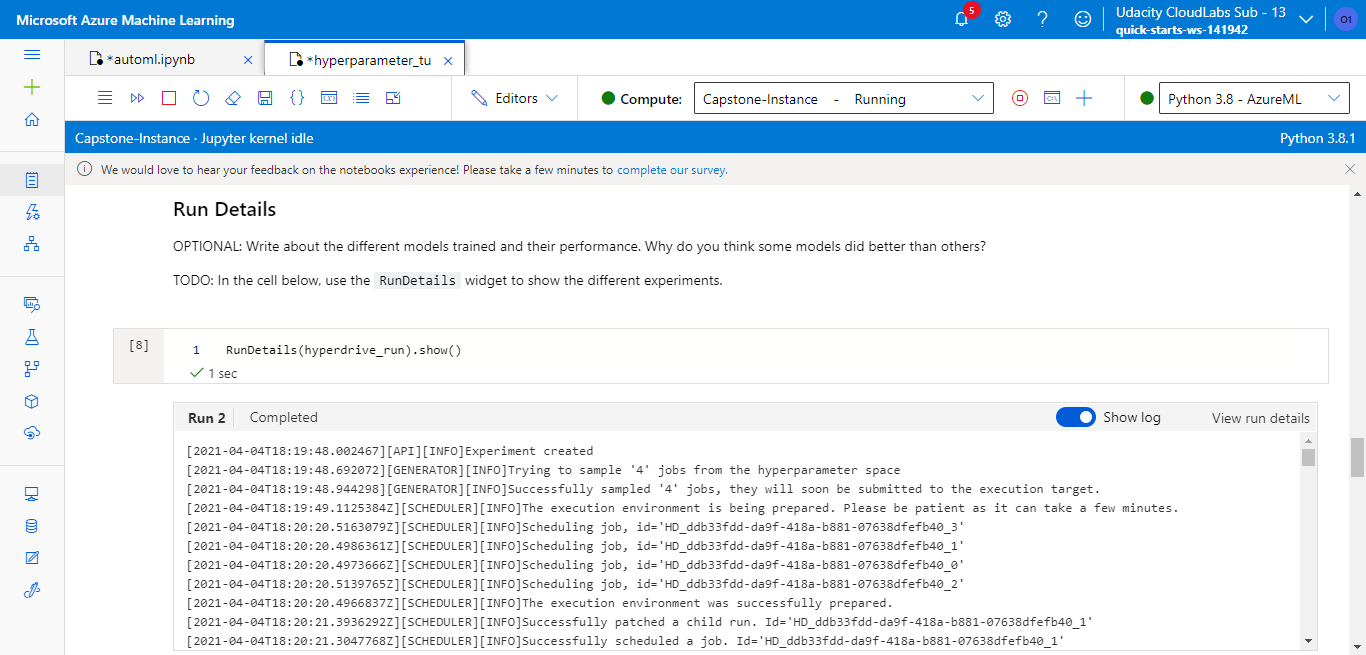 Microsoft Azure Machine Learning
5
Udacity CloudLabs Sub - 13
quick-starts-ws-141942
O1
*automl.ipynb
*hyperparameter_tu
Editors
Compute:
Capstone-Instance - Running
Python 3.8 - AzureML
Capstone-Instance · Jupyter kernel idle
Python 3.8.1
We would love to hear your feedback on the notebooks experience! Please take a few minutes to complete our survey.
Run Details
OPTIONAL: Write about the different models trained and their performance. Why do you think some models did better than others?
TODO: In the cell below, use the RunDetails widget to show the different experiments.
[8]
1 RunDetails(hyperdrive_run).show()
1 sec
Run 2 Completed
Show log
View run details
[2021-04-04T18:19:48.002467][API][INFO]Experiment created
[2021-04-04T18:19:48.692072][GENERATOR][INFO]Trying to sample '4' jobs from the hyperparameter space
[2021-04-04T18:19:48.944298][GENERATOR][INFO]Successfully sampled '4' jobs, they will soon be submitted to the execution target.
[2021-04-04T18:19:49.1125384Z][SCHEDULER][INFO]The execution environment is being prepared. Please be patient as it can take a few minutes.
[2021-04-04T18:20:20.5163079Z][SCHEDULER][INFO]Scheduling job, id='HD_ddb33fdd-da9f-418a-b881-07638dfefb40_3'
[2021-04-04T18:20:20.4986361Z][SCHEDULER][INFO]Scheduling job, id='HD_ddb33fdd-da9f-418a-b881-07638dfefb40_1'
[2021-04-04T18:20:20.4973666Z][SCHEDULER][INFO]Scheduling job, id='HD_ddb33fdd-da9f-418a-b881-07638dfefb40_0'
[2021-04-04T18:20:20.5139765Z][SCHEDULER][INFO]Scheduling job, id='HD_ddb33fdd-da9f-418a-b881-07638dfefb40_2'
[2021-04-04T18:20:20.4966837Z][SCHEDULER][INFO]The execution environment was successfully prepared.
[2021-04-04T18:20:21.3936292Z][SCHEDULER][INFO]Successfully patched a child run. Id='HD_ddb33fdd-da9f-418a-b881-07638dfefb40_1'
[2021-04-04T18:20:21.3047768Z][SCHEDULER][INFO]Successfully scheduled a job. Id='HD_ddb33fdd-da9f-418a-b881-07638dfefb40_1'